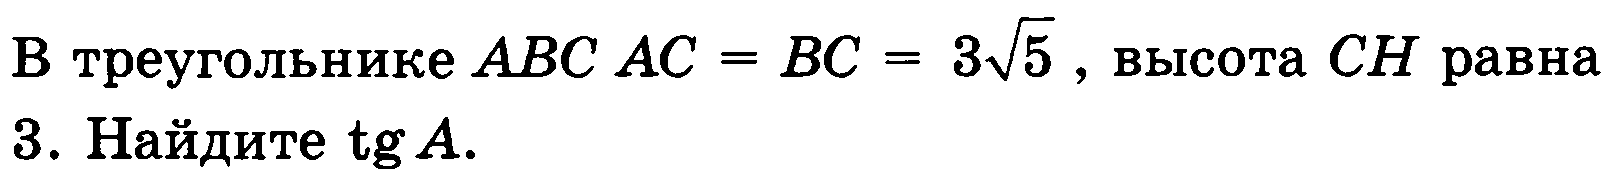 В треугольнике ABC AC = BC = 3√5 , высота CH равна
3. Найдите tg A.